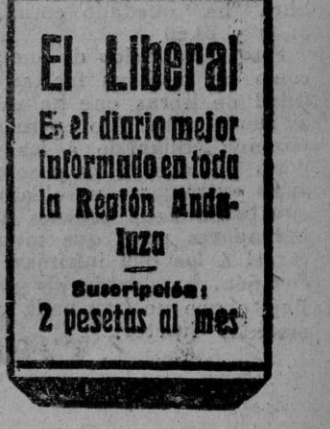 El Liberal
Es el diario mejor
informado en toda
la Región Anda-
luza
Suscripción:
2 pesetas al mes